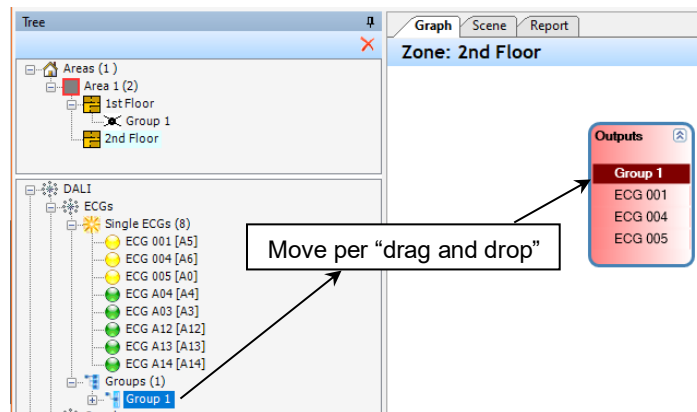 Tree
Areas (1 )
Area 1 (2)
1st Floor
Group 1
2nd Floor
DALI
ECGs
Single ECGs (8)
ECG 001 [A5]
ECG 004 [A6]
ECG 005 [A0]
ECG A04 [A4]
ECG A03 [A3]
ECG A12 [A12]
ECG A13 [A13]
ECG A14 [A14]
Groups (1)
Group 1
Graph Scene Report
Zone: 2nd Floor
Outputs
Group 1
ECG 001
ECG 004
ECG 005
Move per “drag and drop”